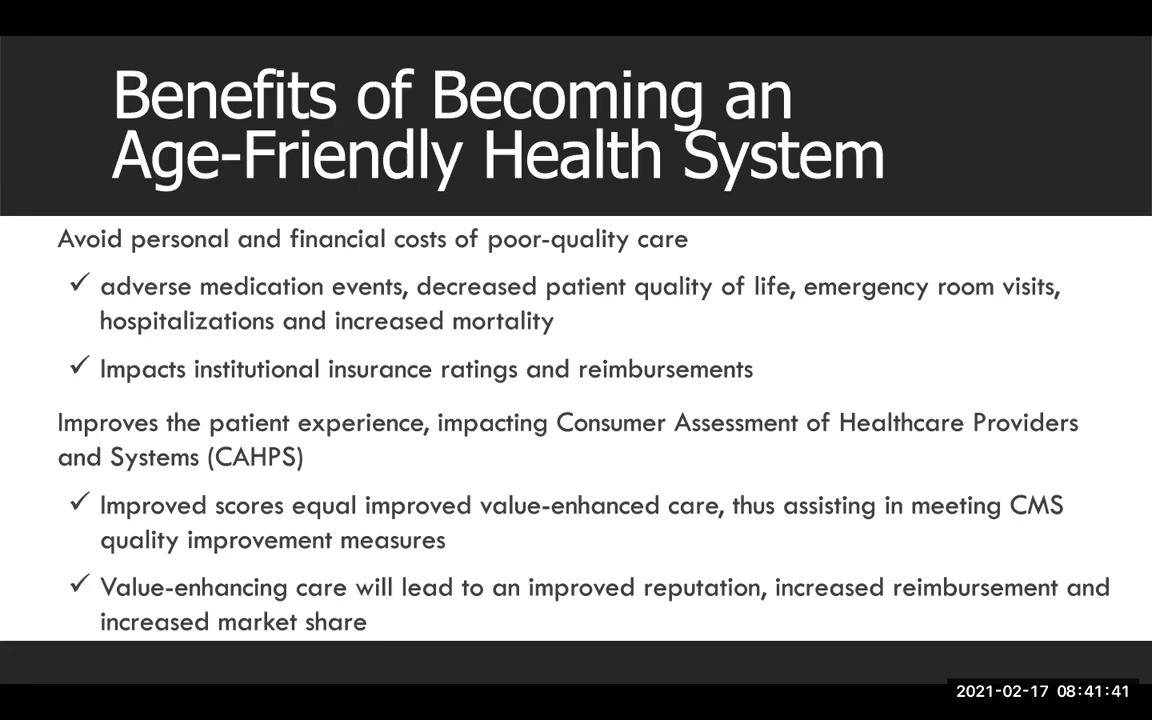 Benefits of Becoming an
Age-Friendly Health System
Avoid personal and financial costs of poor-quality care
✓ adverse medication events, decreased patient quality of life, emergency room visits,
hospitalizations and increased mortality
✓ Impacts institutional insurance ratings and reimbursements
Improves the patient experience, impacting Consumer Assessment of Healthcare Providers
and Systems (CAHPS)
✓ Improved scores equal improved value-enhanced care, thus assisting in meeting CMS
quality improvement measures
✓ Value-enhancing care will lead to an improved reputation, increased reimbursement and
increased market share
2021-02-17 08:41:41